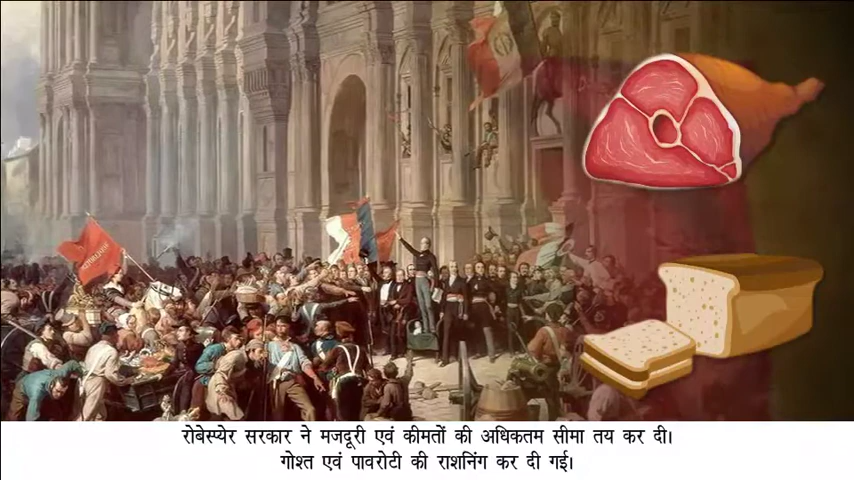 रोबेस्प्येर सरकार ने मजदूरी एवं कीमतों की अधिकतम सीमा तय कर दी।
गोश्त एवं पावरोटी की राशनिंग कर दी गई।